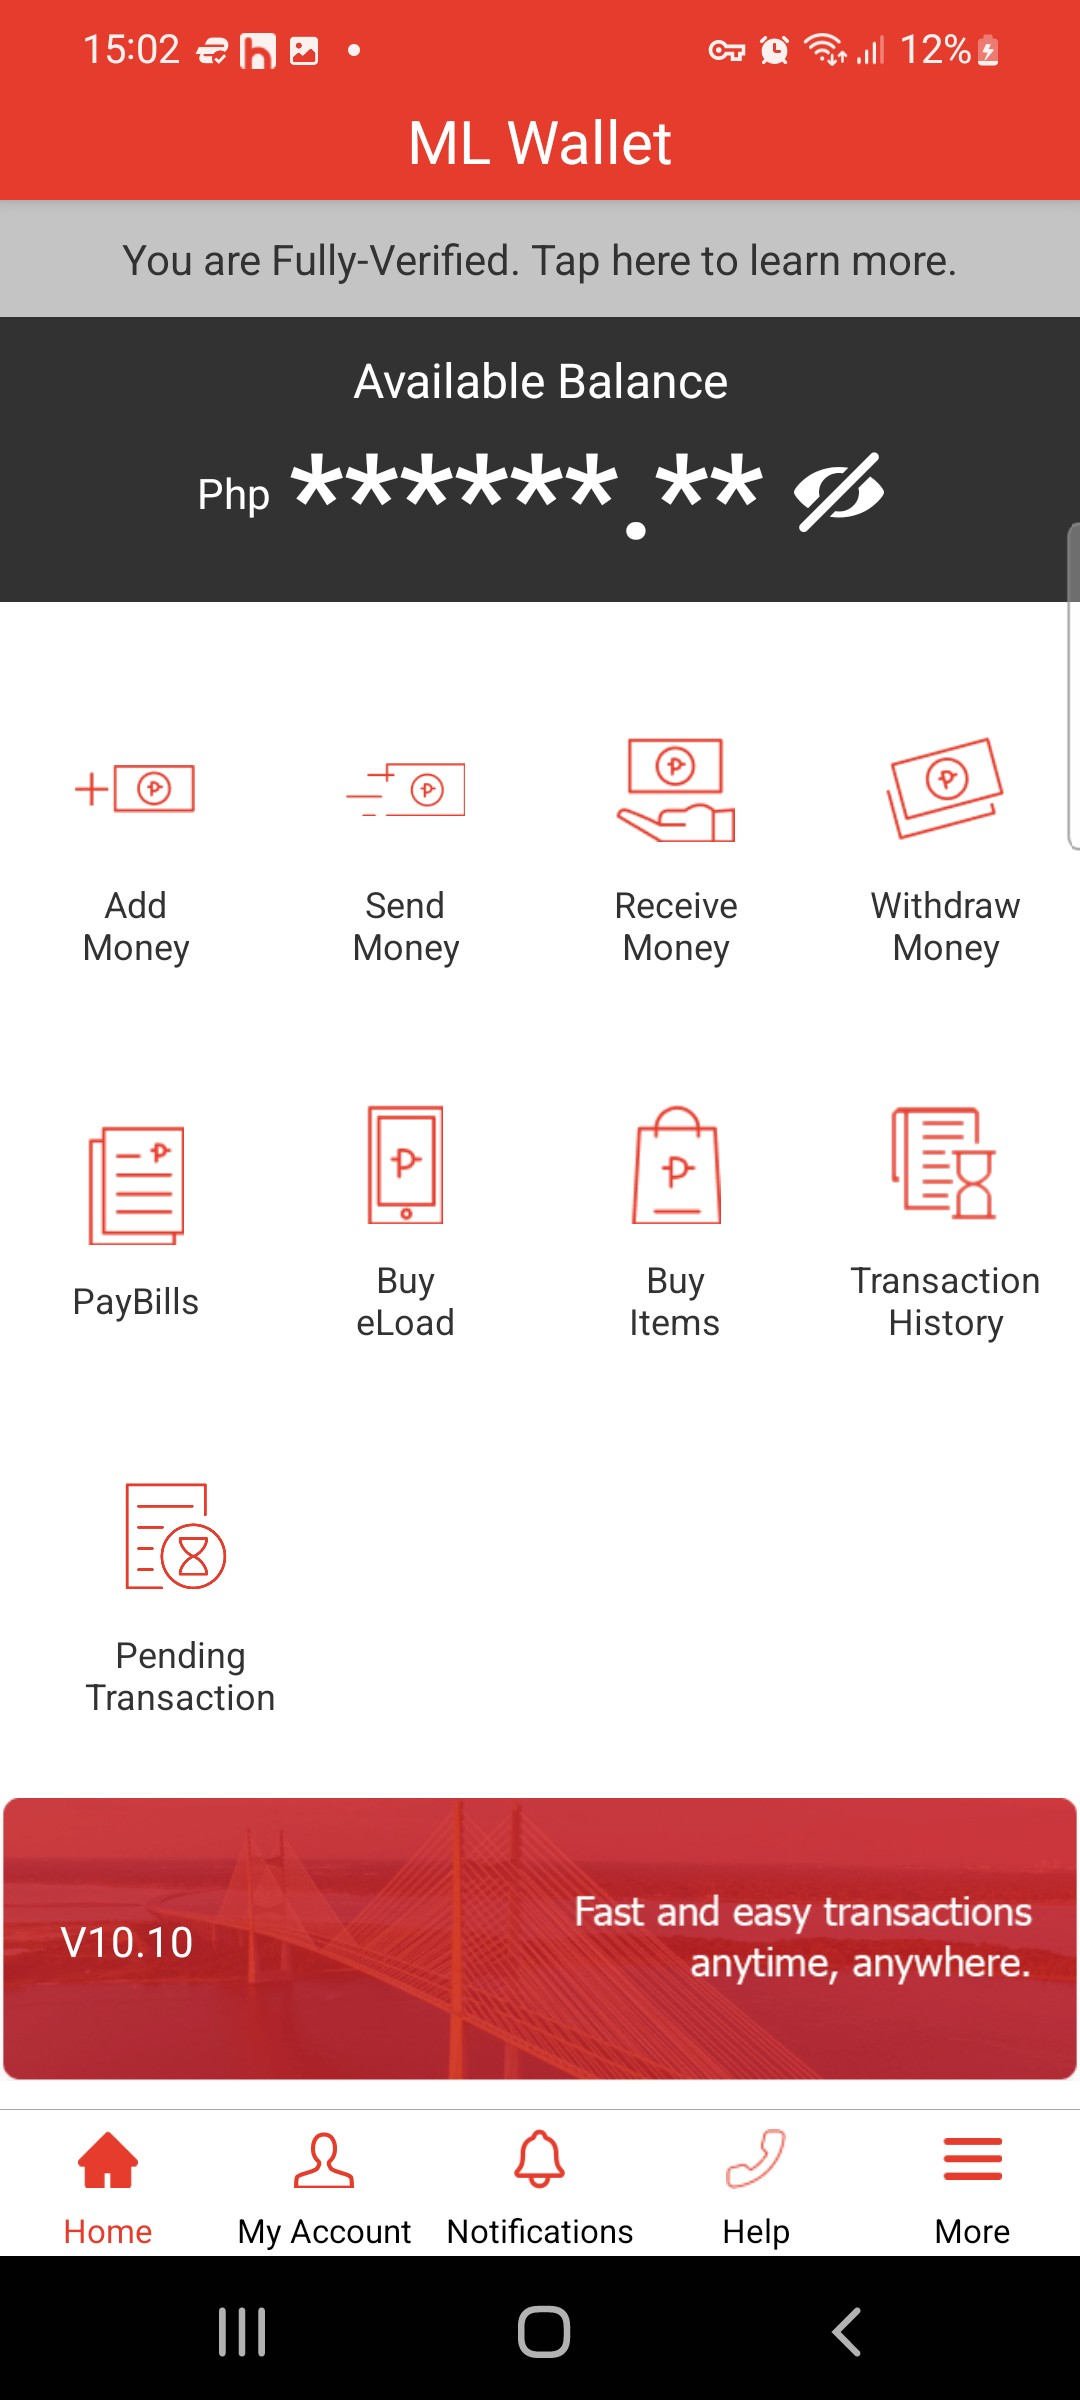 15:02
12%
ML Wallet
You are Fully-Verified. Tap here to learn more.
Available Balance
Php ******.**
Add
Money
Send
Money
Receive
Money
Withdraw
Money
PayBills
Buy
eLoad
Buy
Items
Transaction
History
Pending
Transaction
V10.10
Fast and easy transactions
anytime, anywhere.
Home
My Account
Notifications
Help
More